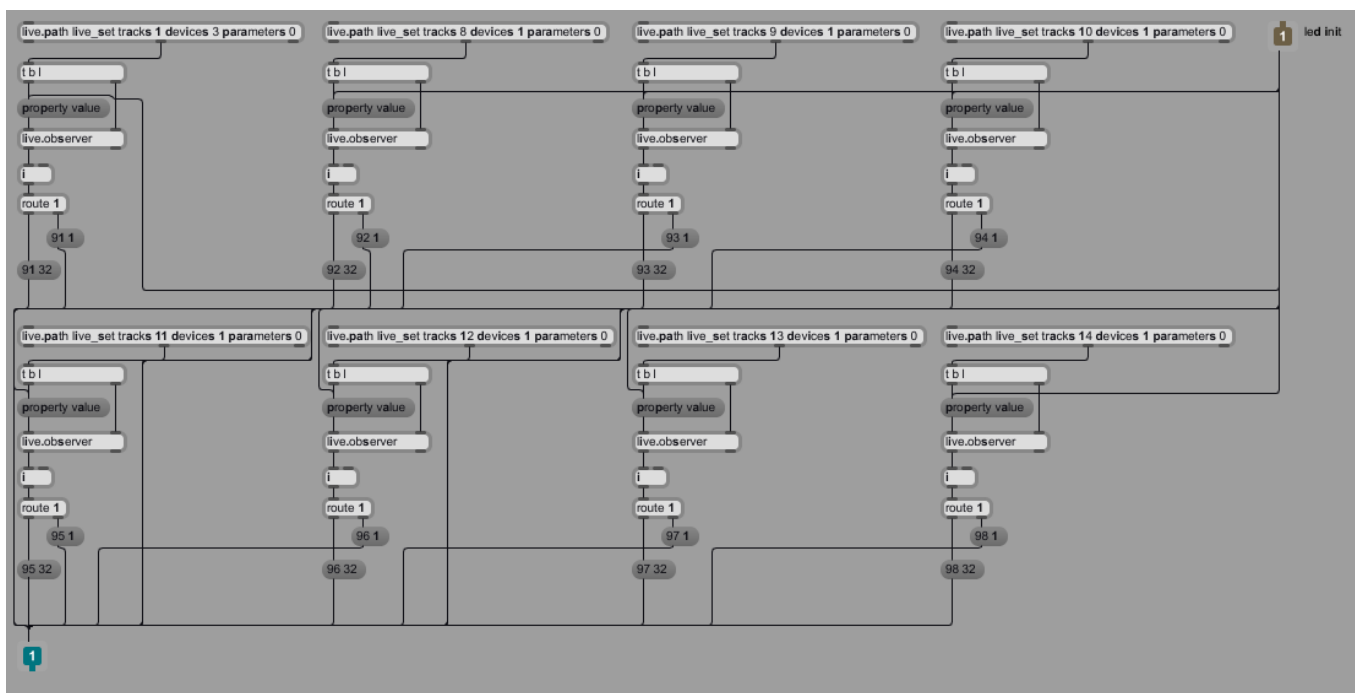 live.path live_set tracks 1 devices 3 parameters 0
live.path live_set tracks 8 devices 1 parameters 0
live.path live_set tracks 9 devices 1 parameters 0
live.path live_set tracks 10 devices 1 parameters 0
1
led init
t b l
t b l
t b l
t b l
property value
property value
property value
property value
live.observer
live.observer
live.observer
live.observer
i
i
i
i
route 1
route 1
route 1
route 1
91 1
92 1
93 1
94 1
91 32
92 32
93 32
94 32
live.path live_set tracks 11 devices 1 parameters 0
live.path live_set tracks 12 devices 1 parameters 0
live.path live_set tracks 13 devices 1 parameters 0
live.path live_set tracks 14 devices 1 parameters 0
t b l
t b l
t b l
t b l
property value
property value
property value
property value
live.observer
live.observer
live.observer
live.observer
i
i
i
i
route 1
route 1
route 1
route 1
95 1
96 1
97 1
98 1
95 32
96 32
97 32
98 32
1